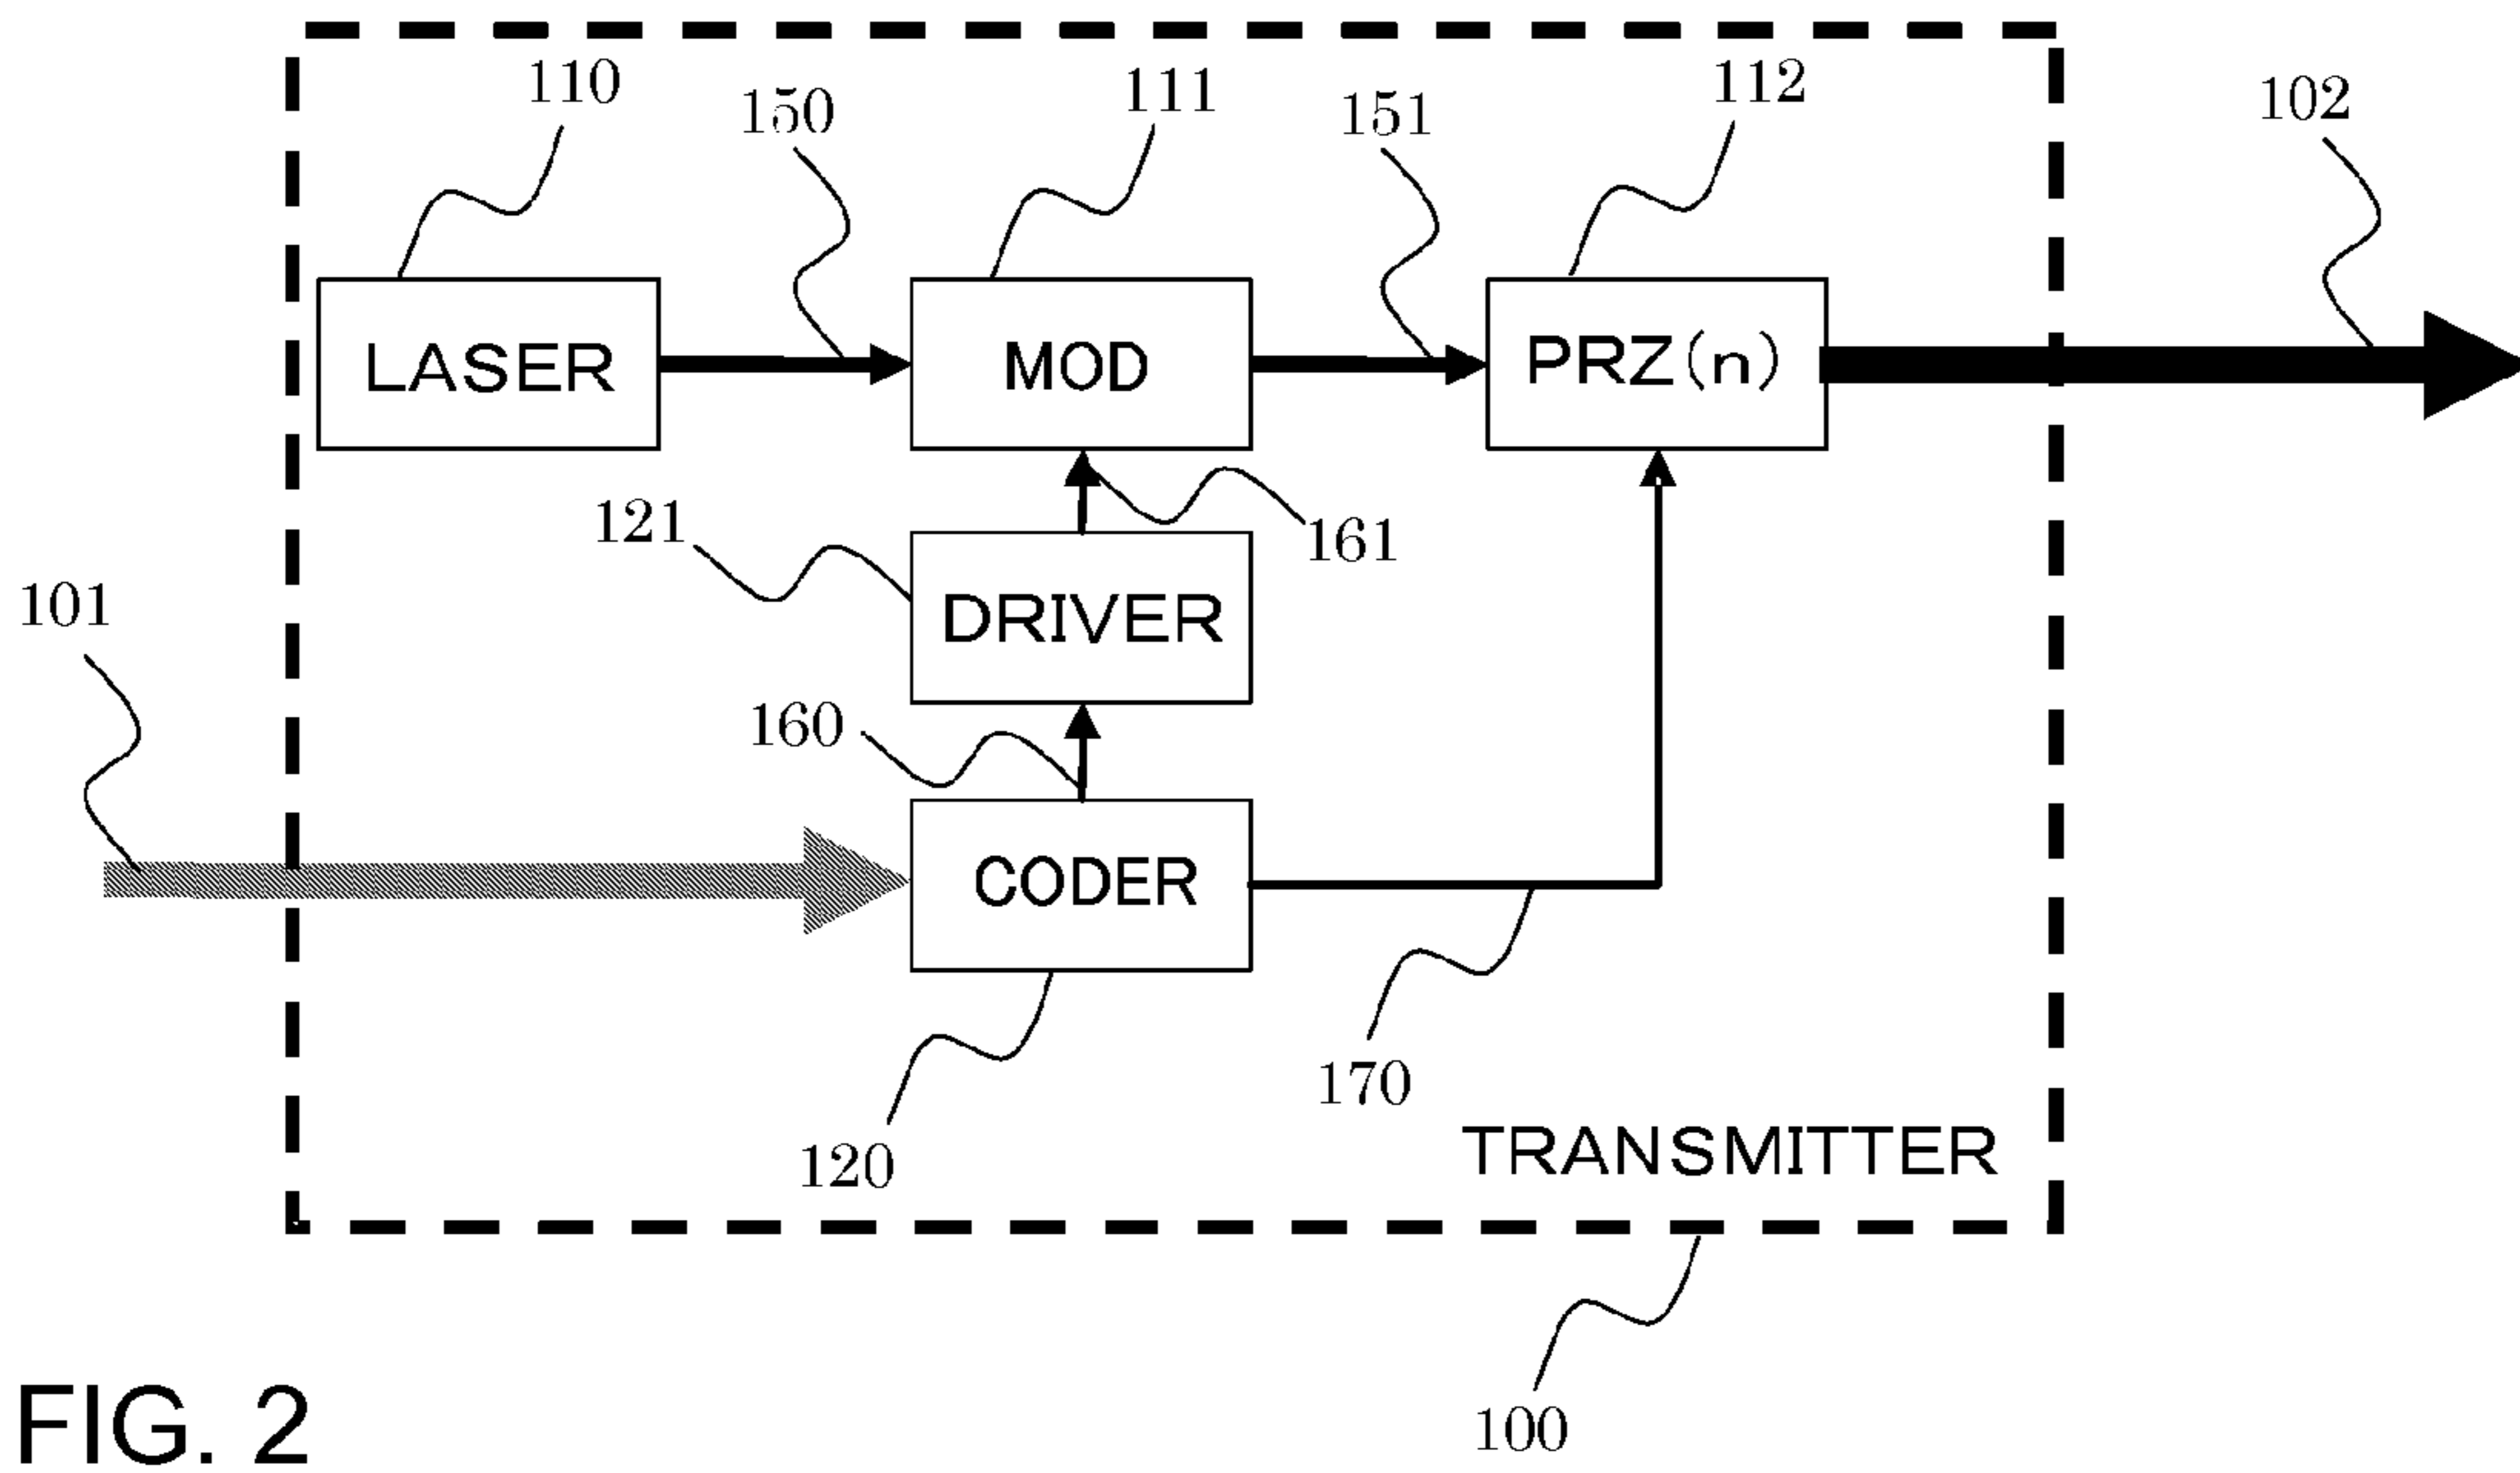 110
150
111
151
112
102
LASER
MOD
PRZ(n)
121
161
101
DRIVER
160
CODER
170
120
TRANSMITTER
100
FIG. 2